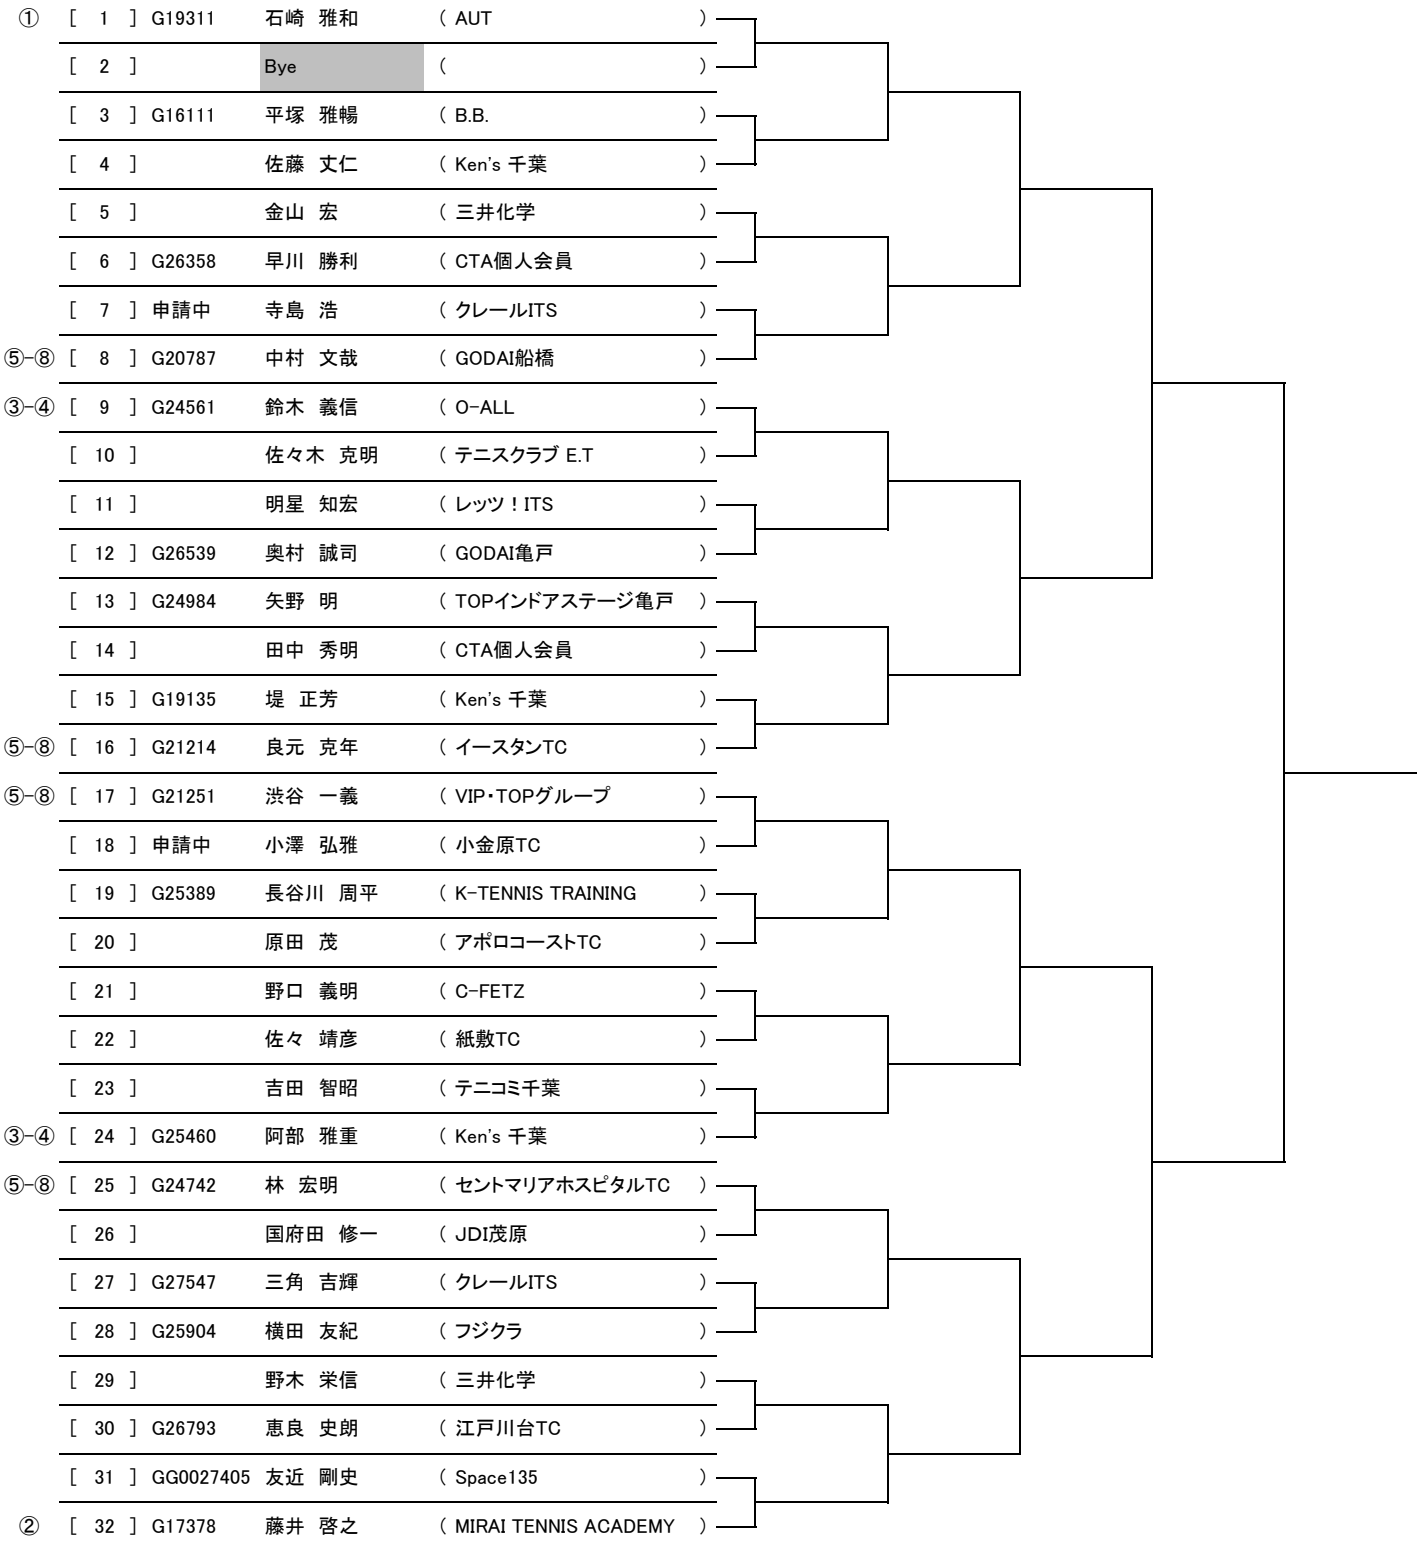 ① [ 1 ] G19311 石崎 雅和 ( AUT )
[ 2 ] Bye ( )
[ 3 ] G16111 平塚 雅暢 ( B.B. )
[ 4 ] 佐藤 丈仁 ( Ken's 千葉 )
[ 5 ] 金山 宏 ( 三井化学 )
[ 6 ] G26358 早川 勝利 ( CTA個人会員 )
[ 7 ] 申請中 寺島 浩 ( クレールITS )
⑤-⑧ [ 8 ] G20787 中村 文哉 ( GODAI船橋 )
③-④ [ 9 ] G24561 鈴木 義信 ( O-ALL )
[ 10 ] 佐々木 克明 ( テニスクラブ E.T )
[ 11 ] 明星 知宏 ( レッツ！ITS )
[ 12 ] G26539 奥村 誠司 ( GODAI亀戸 )
[ 13 ] G24984 矢野 明 ( TOPインドアステージ亀戸 )
[ 14 ] 田中 秀明 ( CTA個人会員 )
[ 15 ] G19135 堤 正芳 ( Ken's 千葉 )
⑤-⑧ [ 16 ] G21214 良元 克年 ( イースタンTC )
⑤-⑧ [ 17 ] G21251 渋谷 一義 ( VIP・TOPグループ )
[ 18 ] 申請中 小澤 弘雅 ( 小金原TC )
[ 19 ] G25389 長谷川 周平 ( K-TENNIS TRAINING )
[ 20 ] 原田 茂 ( アポロコーストTC )
[ 21 ] 野口 義明 ( C-FETZ )
[ 22 ] 佐々 靖彦 ( 紙敷TC )
[ 23 ] 吉田 智昭 ( テニコミ千葉 )
③-④ [ 24 ] G25460 阿部 雅重 ( Ken's 千葉 )
⑤-⑧ [ 25 ] G24742 林 宏明 ( セントマリアホスピタルTC )
[ 26 ] 国府田 修一 ( JDI茂原 )
[ 27 ] G27547 三角 吉輝 ( クレールITS )
[ 28 ] G25904 横田 友紀 ( フジクラ )
[ 29 ] 野木 栄信 ( 三井化学 )
[ 30 ] G26793 恵良 史朗 ( 江戸川台TC )
[ 31 ] GG0027405 友近 剛史 ( Space135 )
② [ 32 ] G17378 藤井 啓之 ( MIRAI TENNIS ACADEMY )